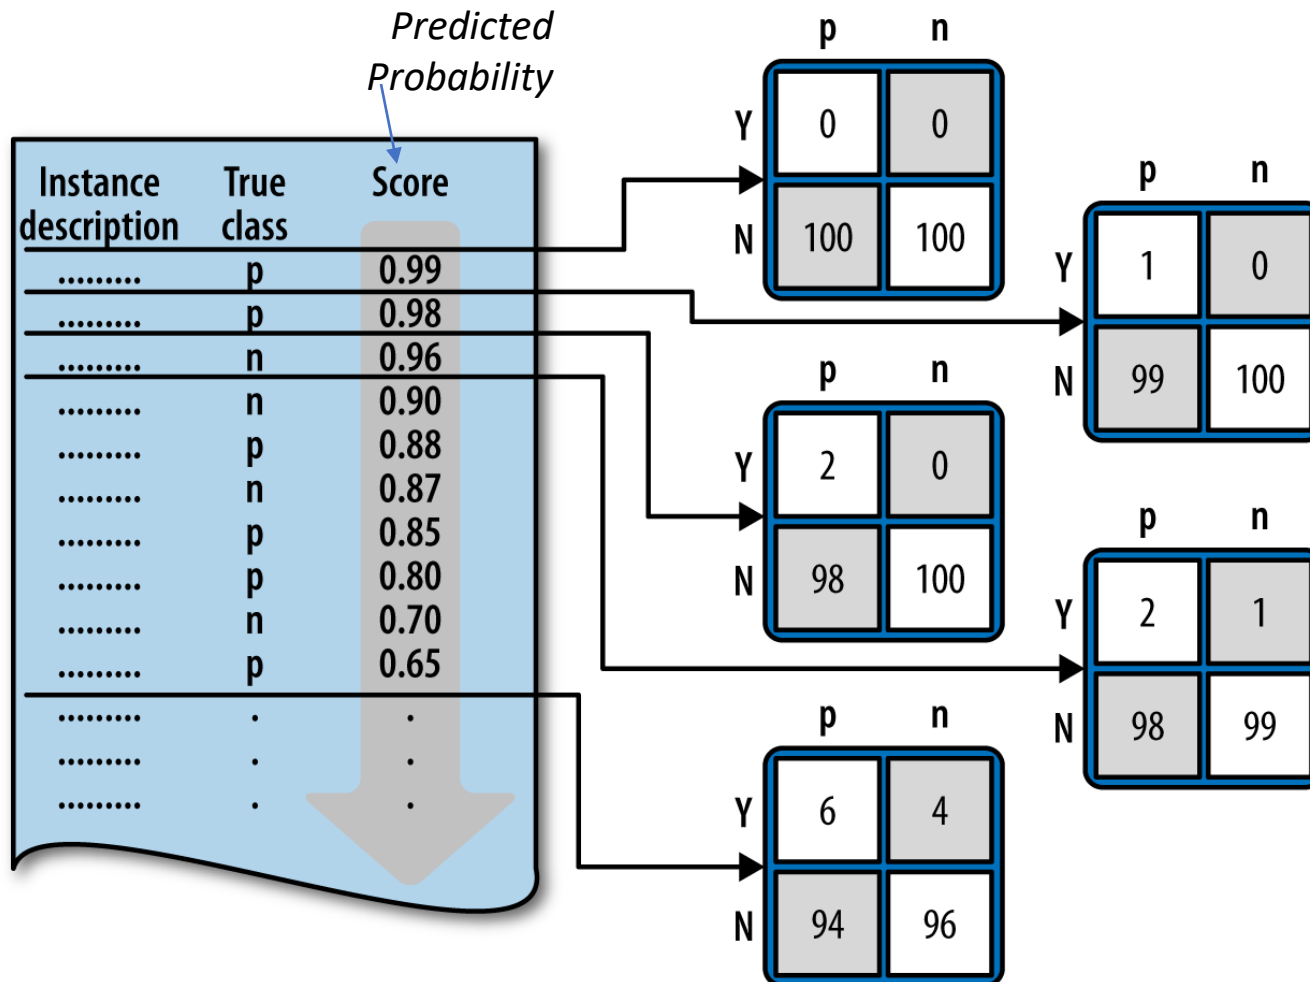 Predicted
Probability
Instance True Score
description class
......... p 0.99
......... p 0.98
......... n 0.96
......... n 0.90
......... p 0.88
......... n 0.87
......... p 0.85
......... p 0.80
......... n 0.70
......... p 0.65
......... . .
......... . .
......... . .
p n
Y 0 0
N 100 100
p n
Y 1 0
N 99 100
p n
Y 2 0
N 98 100
p n
Y 2 1
N 98 99
p n
Y 6 4
N 94 96